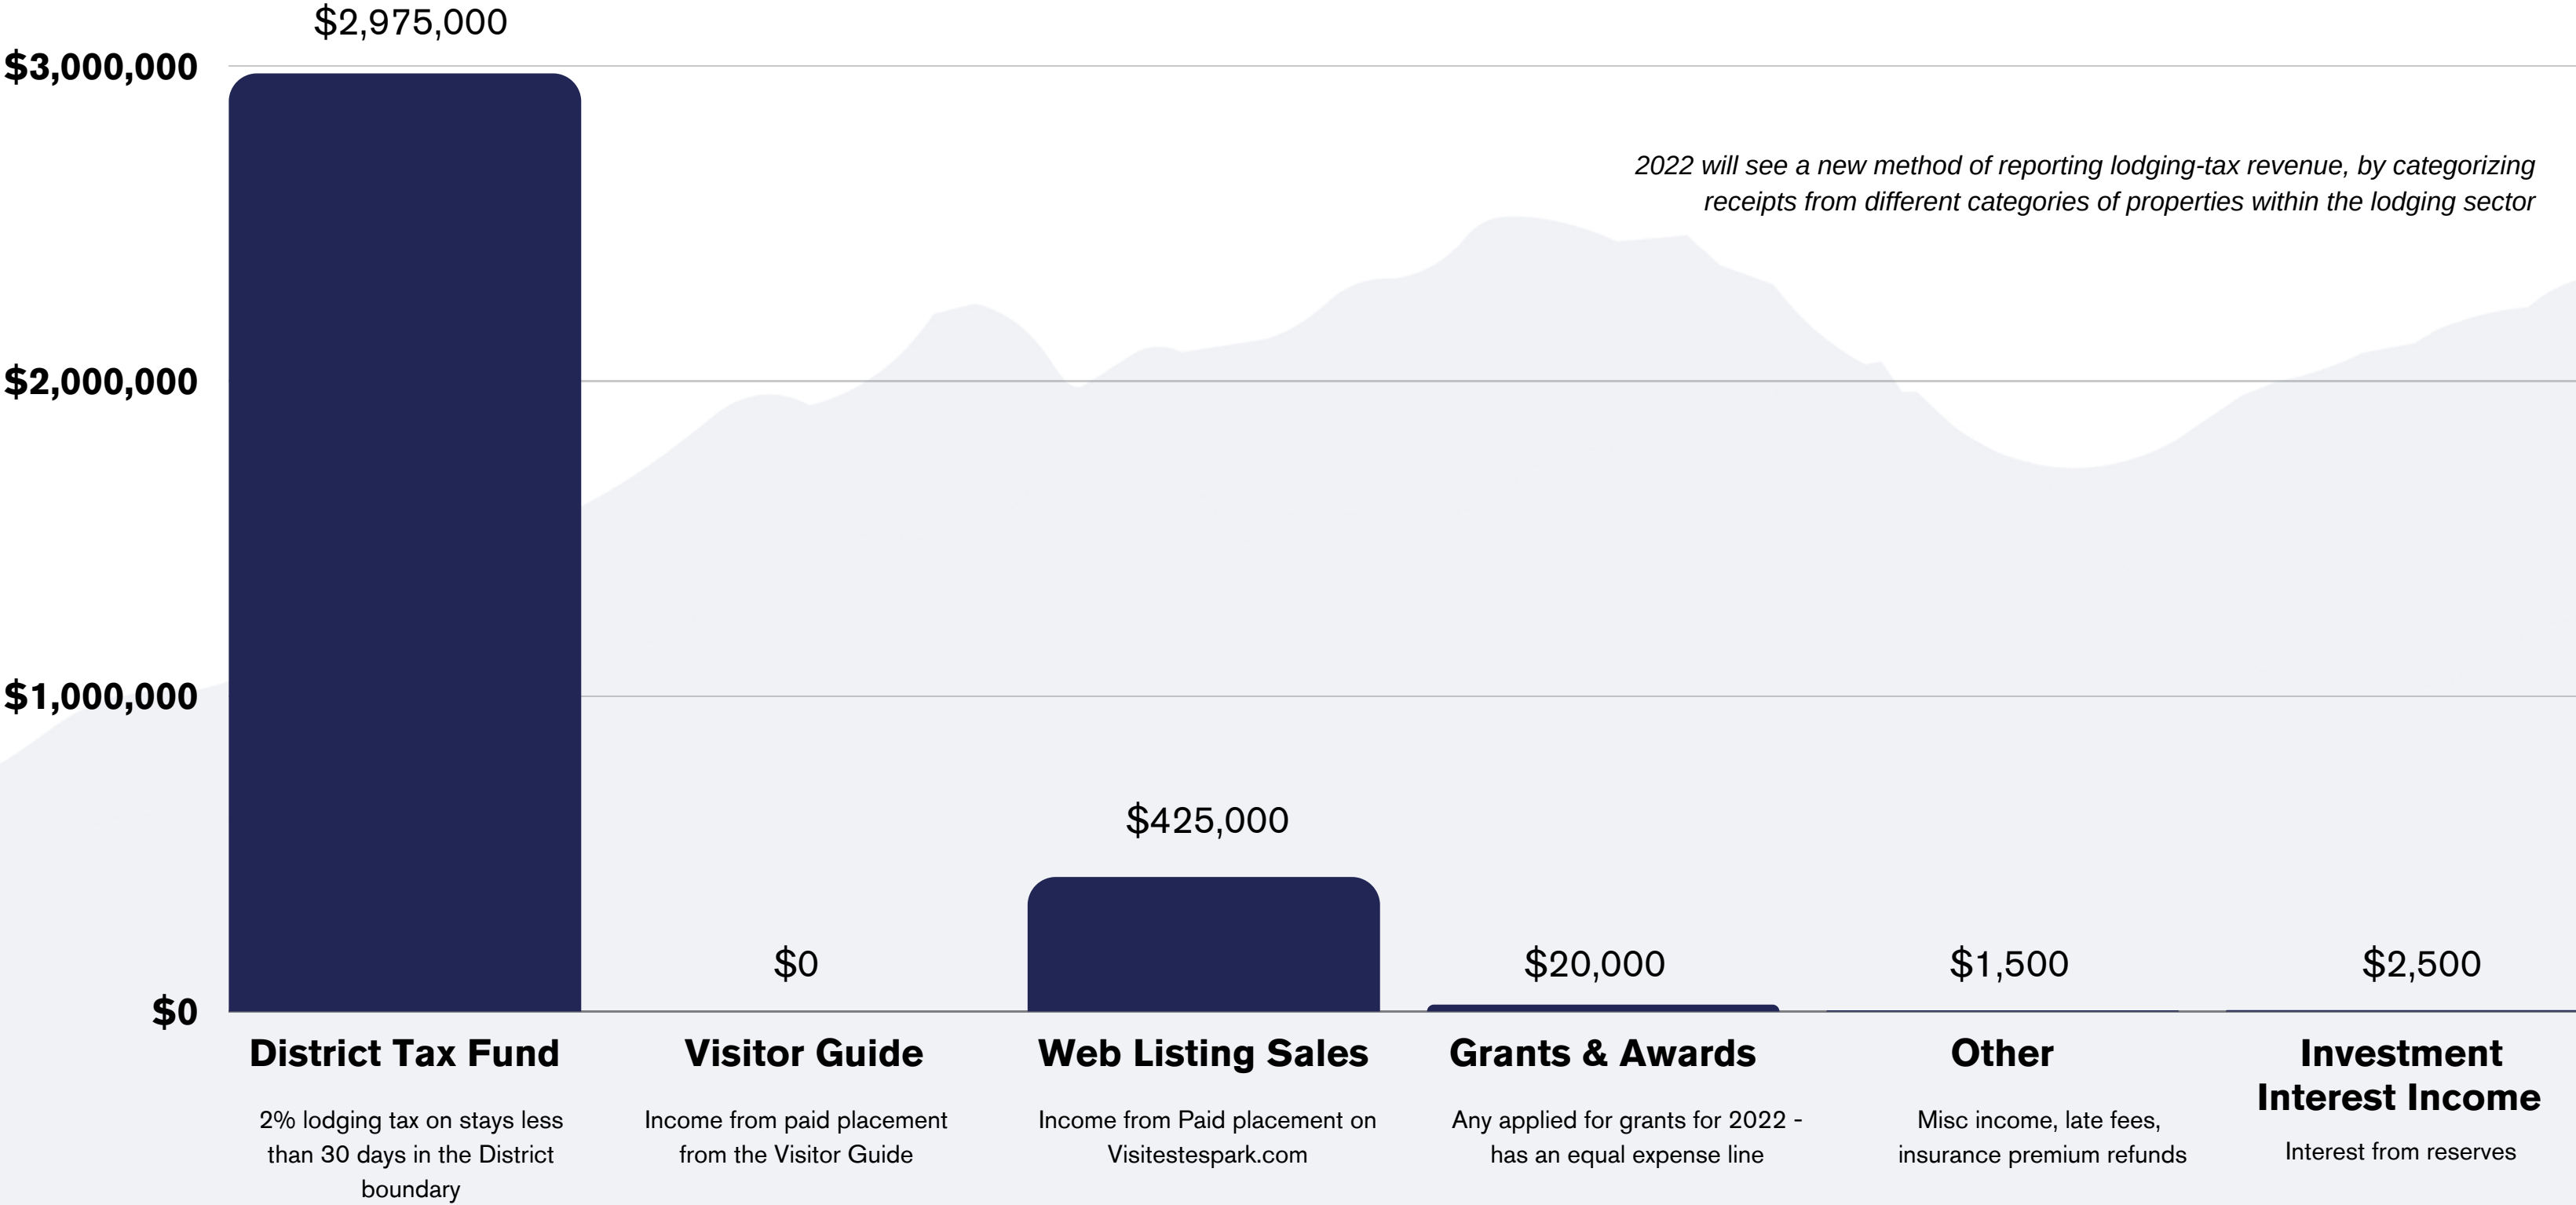 $2,975,000
$3,000,000
2022 will see a new method of reporting lodging-tax revenue, by categorizing
receipts from different categories of properties within the lodging sector
$2,000,000
$1,000,000
$425,000
$0
$20,000
$1,500
$2,500
$0
District Tax Fund
2% lodging tax on stays less
than 30 days in the District
boundary
Visitor Guide
Income from paid placement
from the Visitor Guide
Web Listing Sales
Income from Paid placement on
Visitestespark.com
Grants & Awards
Any applied for grants for 2022 -
has an equal expense line
Other
Misc income, late fees,
insurance premium refunds
Investment
Interest Income
Interest from reserves